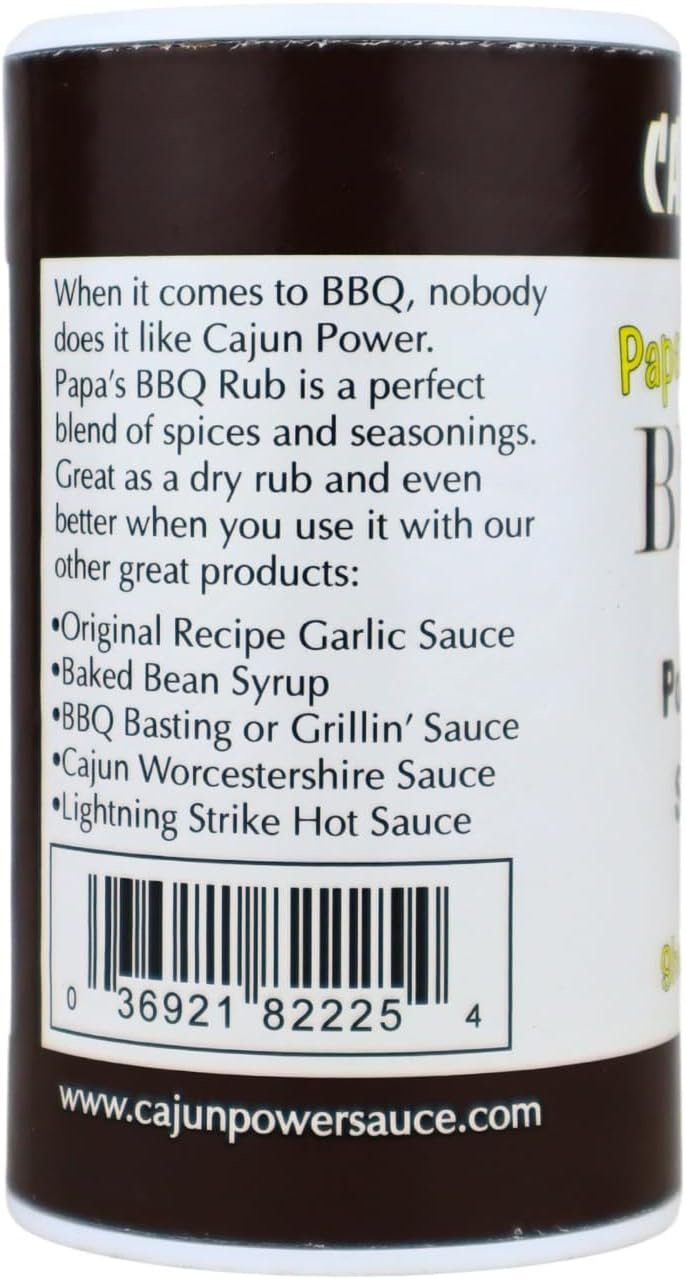 When it comes to BBQ, nobody
does it like Cajun Power.
Papa's BBQ Rub is a perfect
blend of spices and seasonings.
Great as a dry rub and even
better when you use it with our
other great products:
•Original Recipe Garlic Sauce
•Baked Bean Syrup
•BBQ Basting or Grillin' Sauce
•Cajun Worcestershire Sauce
•Lightning Strike Hot Sauce
0 36921 82225 4
www.cajunpowersauce.com